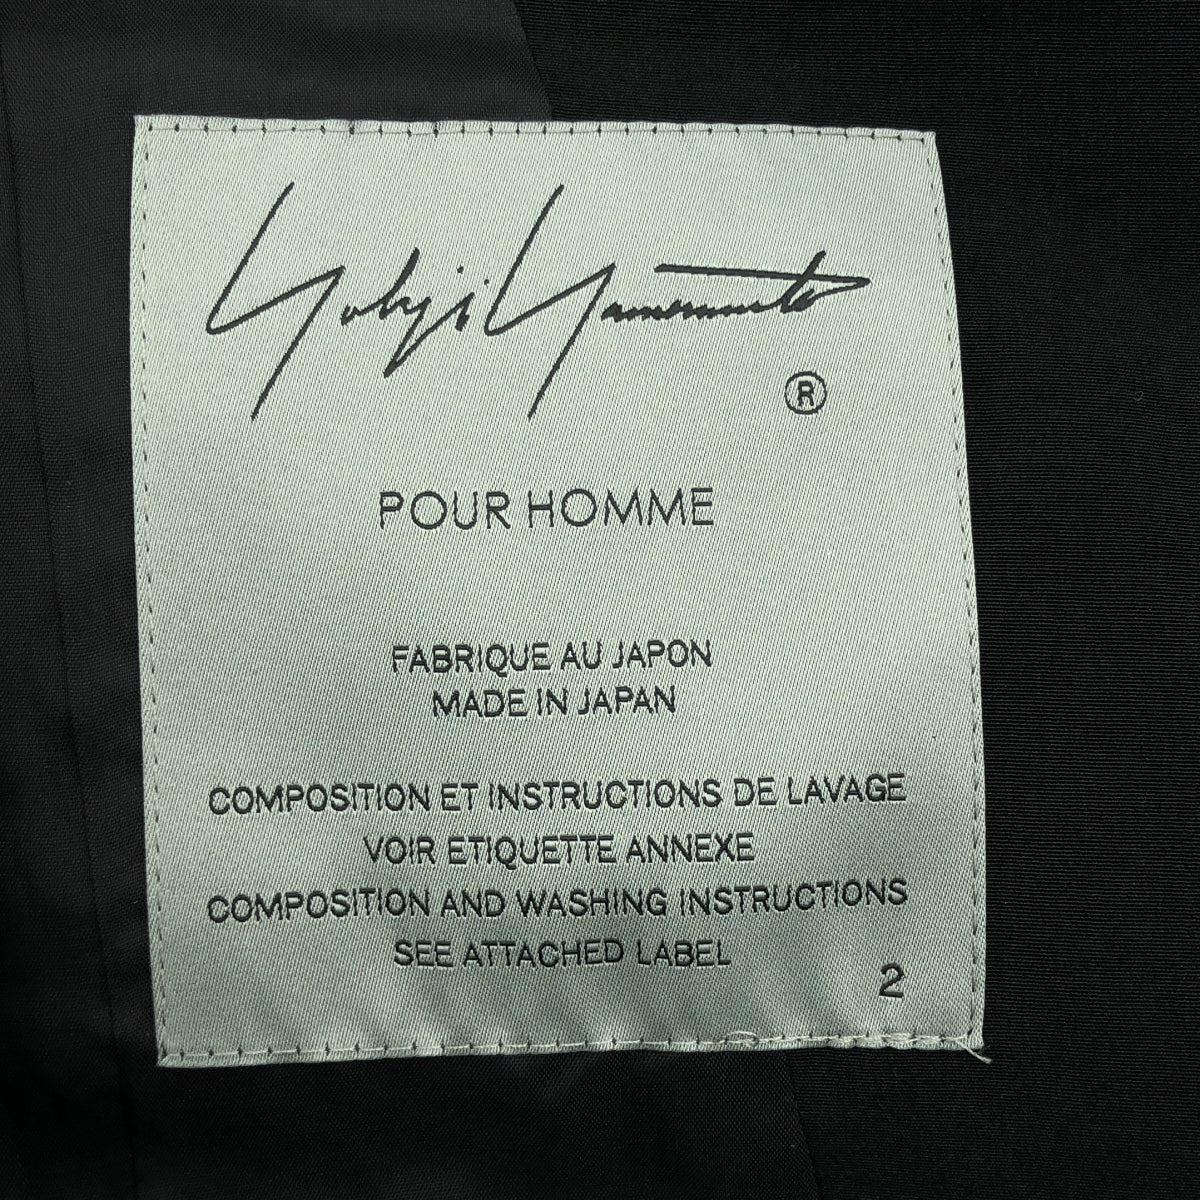 Yohji Yamamoto
®
POUR HOMME
FABRIQUE AU JAPON
MADE IN JAPAN
COMPOSITION ET INSTRUCTIONS DE LAVAGE
VOIR ETIQUETTE ANNEXE
COMPOSITION AND WASHING INSTRUCTIONS
SEE ATTACHED LABEL
2